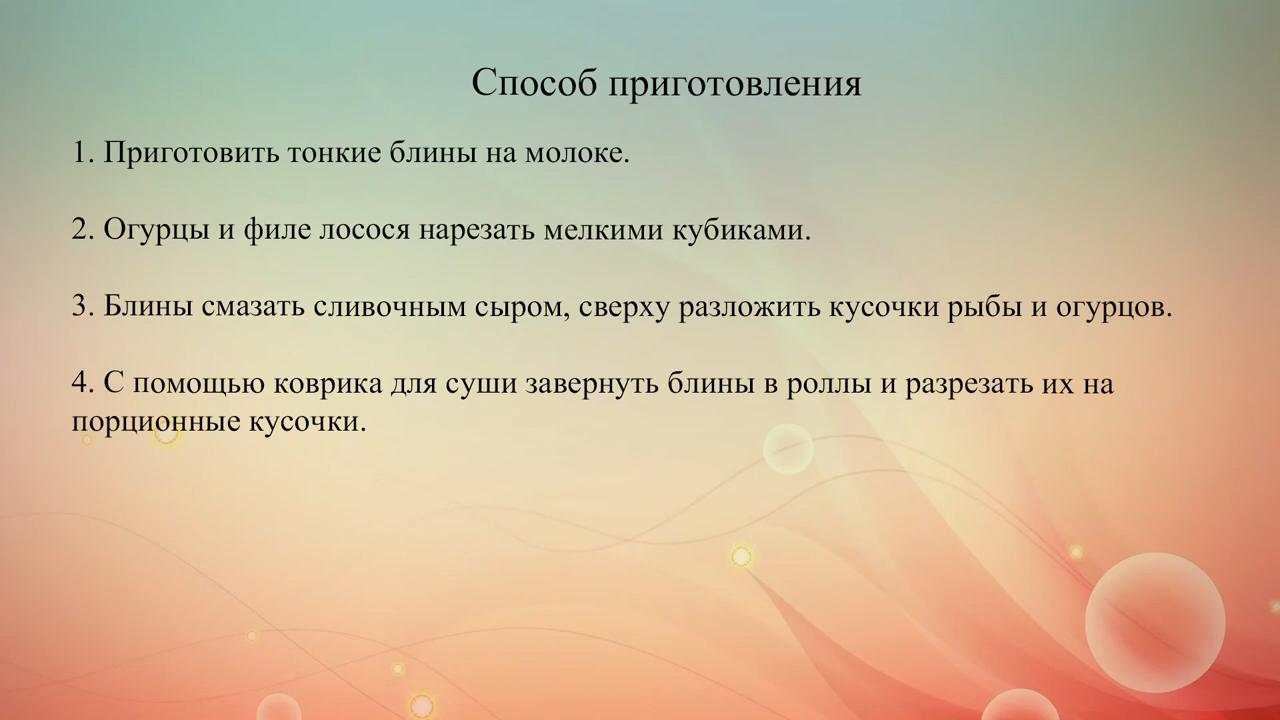 Способ приготовления
1. Приготовить тонкие блины на молоке.
2. Огурцы и филе лосося нарезать мелкими кубиками.
3. Блины смазать сливочным сыром, сверху разложить кусочки рыбы и огурцов.
4. С помощью коврика для суши завернуть блины в роллы и разрезать их на
порционные кусочки.